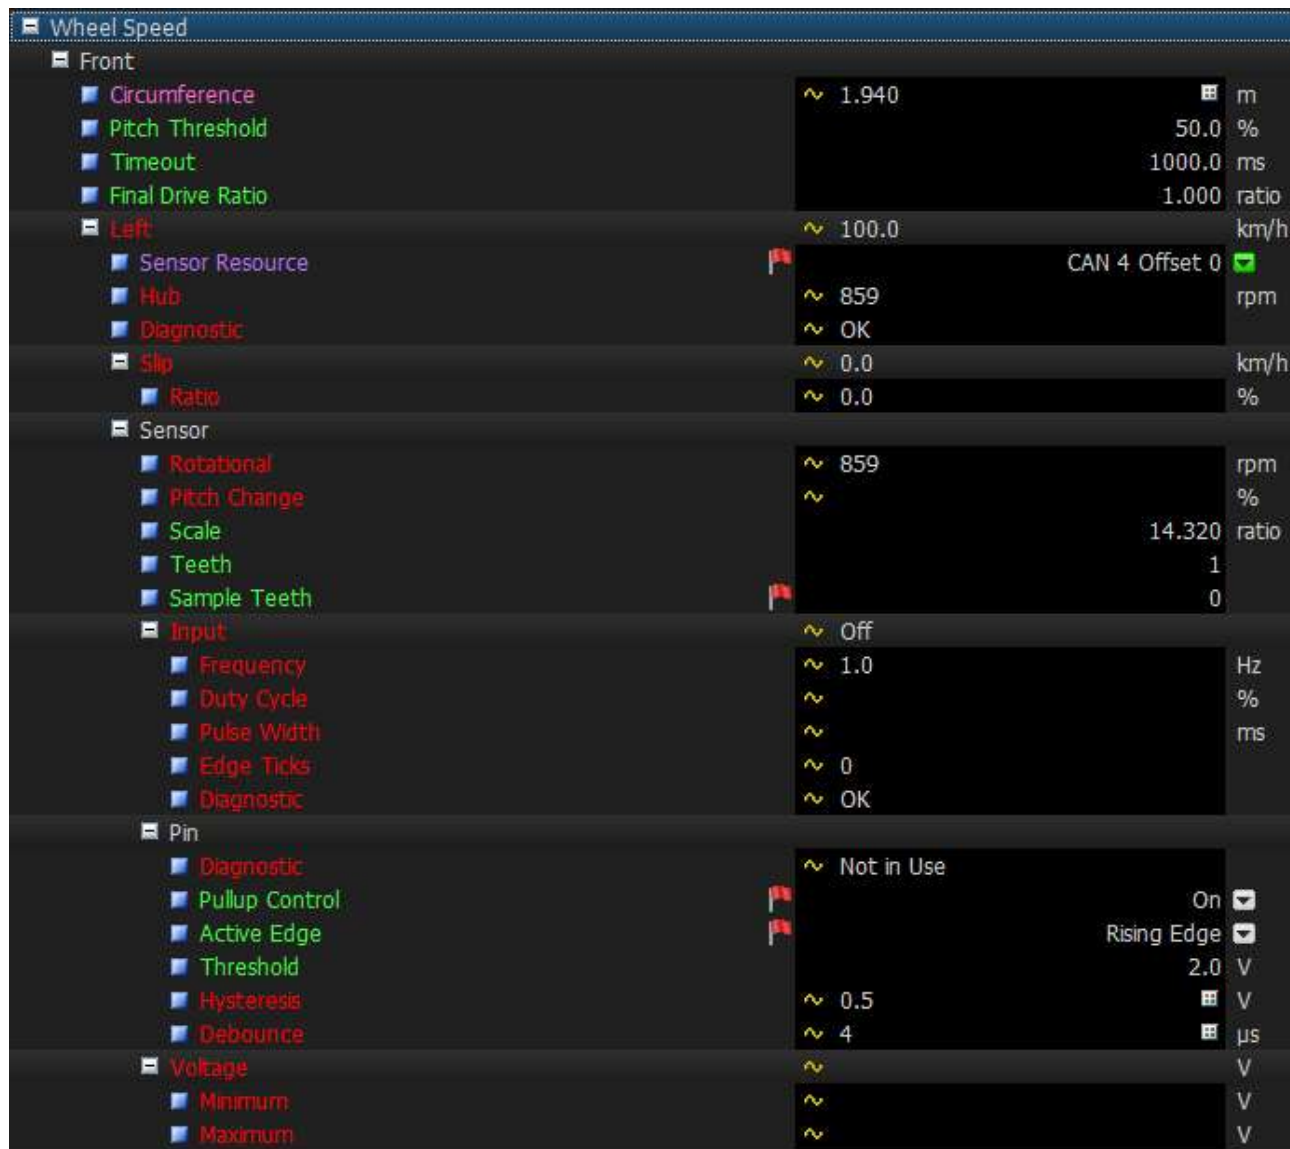 Wheel Speed
Front
Circumference 1.940 m
Pitch Threshold 50.0 %
Timeout 1000.0 ms
Final Drive Ratio 1.000 ratio
Left 100.0 km/h
Sensor Resource CAN 4 Offset 0
Hub 859 rpm
Diagnostic OK
Slip 0.0 km/h
Ratio 0.0 %
Sensor
Rotational 859 rpm
Pitch Change %
Scale 14.320 ratio
Teeth 1
Sample Teeth 0
Input Off
Frequency 1.0 Hz
Duty Cycle %
Pulse Width ms
Edge Ticks 0
Diagnostic OK
Pin
Diagnostic Not in Use
Pullup Control On
Active Edge Rising Edge
Threshold 2.0 V
Hysteresis 0.5 V
Debounce 4 µs
Voltage V
Minimum V
Maximum V